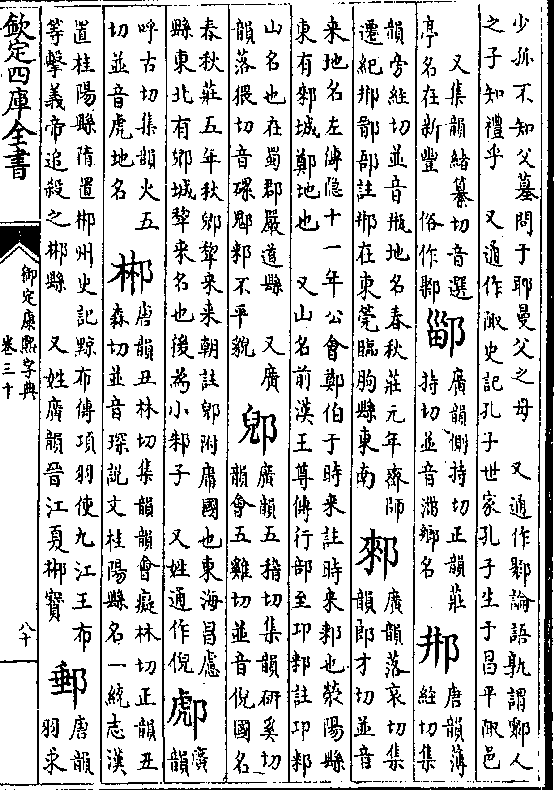 少孤不知父墓問于耶曼父之母　又通作鄹論語孰謂鄹人
之子知禮乎　又通作陬史記孔子世家孔子生于昌平陬邑
又集韻緒纂切音選
亭名在新豐　俗作鄹
鄑
廣韻側持切正韻莊
持切並音淄鄉名
郱
唐韻薄
經切集
韻旁經切並音瓶地名春秋莊元年齊師
遷紀郱鄑郚註郱在東莞臨朐縣東南
郲
廣韻落哀切集
韻郎才切並音
来地名左傳隐十一年公會鄭伯于時来註時来郲也滎陽縣
東有郲城鄭地也　又山名前漢王尊傳行部至邛郲註邛郲
山名也在蜀郡嚴道縣　又廣
韻落猥切音磥鄓郲不平貌
郳
廣韻五稽切集韻研奚切
韻會五雞切並音倪國名
春秋莊五年秋郳犂来来朝註郳附庸國也東海昌慮
縣東北有郳城犂来名也後為小邾子　又姓通作倪
郮
廣
韻
呼古切集韻火五
切並音虎地名
郴
唐韻丑林切集韻韻會癡林切正韻丑
森切並音琛説文桂陽縣名一統志漢
置桂陽縣隋置郴州史記黥布傳項羽使九江王布
等擊義帝追殺之郴縣　又姓廣韻晉江夏郴寳
郵
唐韻
羽求
欽定四庫全書
御定康熙字典
卷三十
八十